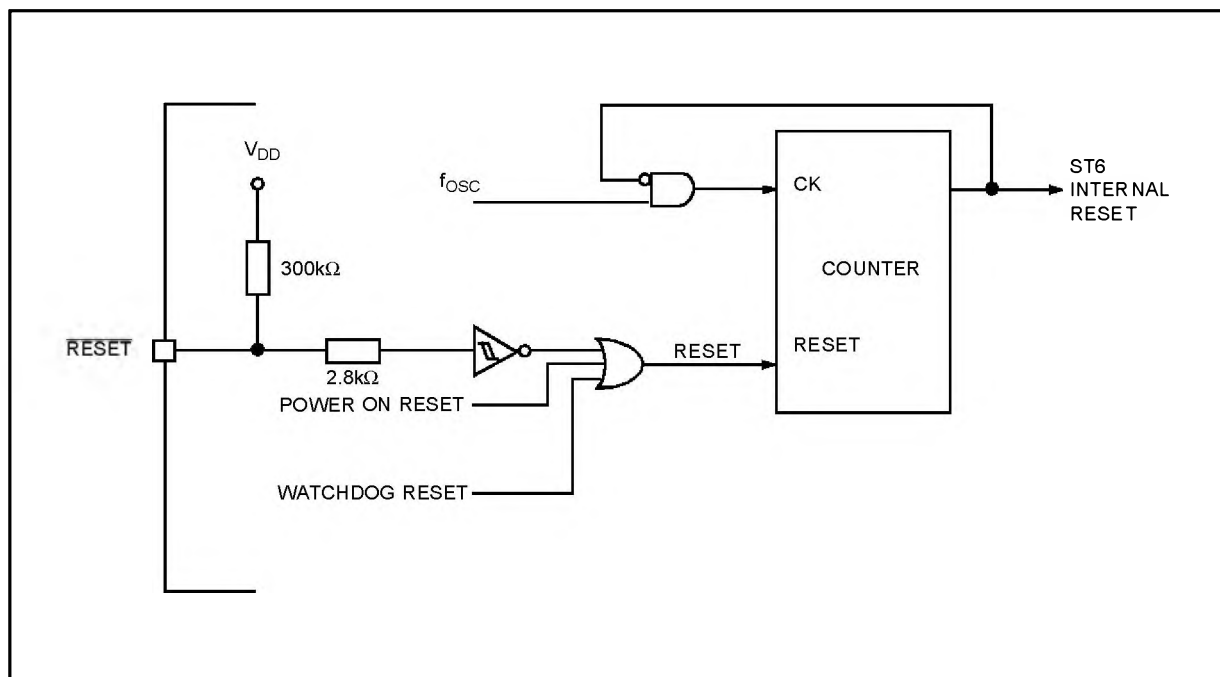 V_DD
300kΩ
RESET
2.8kΩ
POWER ON RESET
WATCHDOG RESET
f_OSC
RESET
CK
COUNTER
RESET
ST6
INTERNAL
RESET